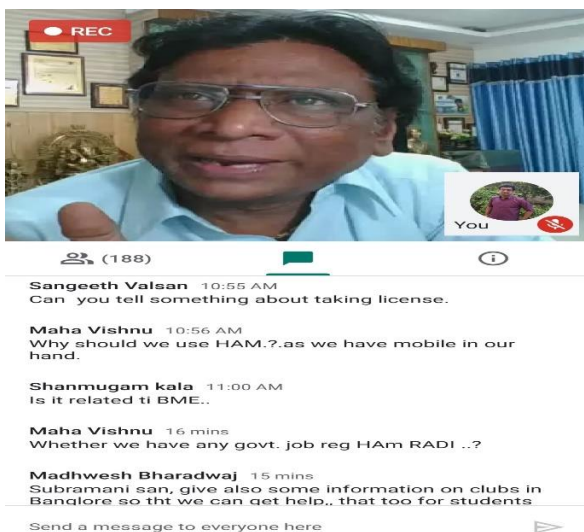 REC
You
(188)
Sangeeth Valsan 10:55 AM
Can you tell something about taking license.
Maha Vishnu 10:56 AM
Why should we use HAM.?.as we have mobile in our
hand.
Shanmugam kala 11:00 AM
Is it related ti BME..
Maha Vishnu 16 mins
Whether we have any govt. job reg HAm RADI ..?
Madhwesh Bharadwaj 15 mins
Subramani san, give also some information on clubs in
Banglore so tht we can get help,, that too for students
Send a message to everyone here